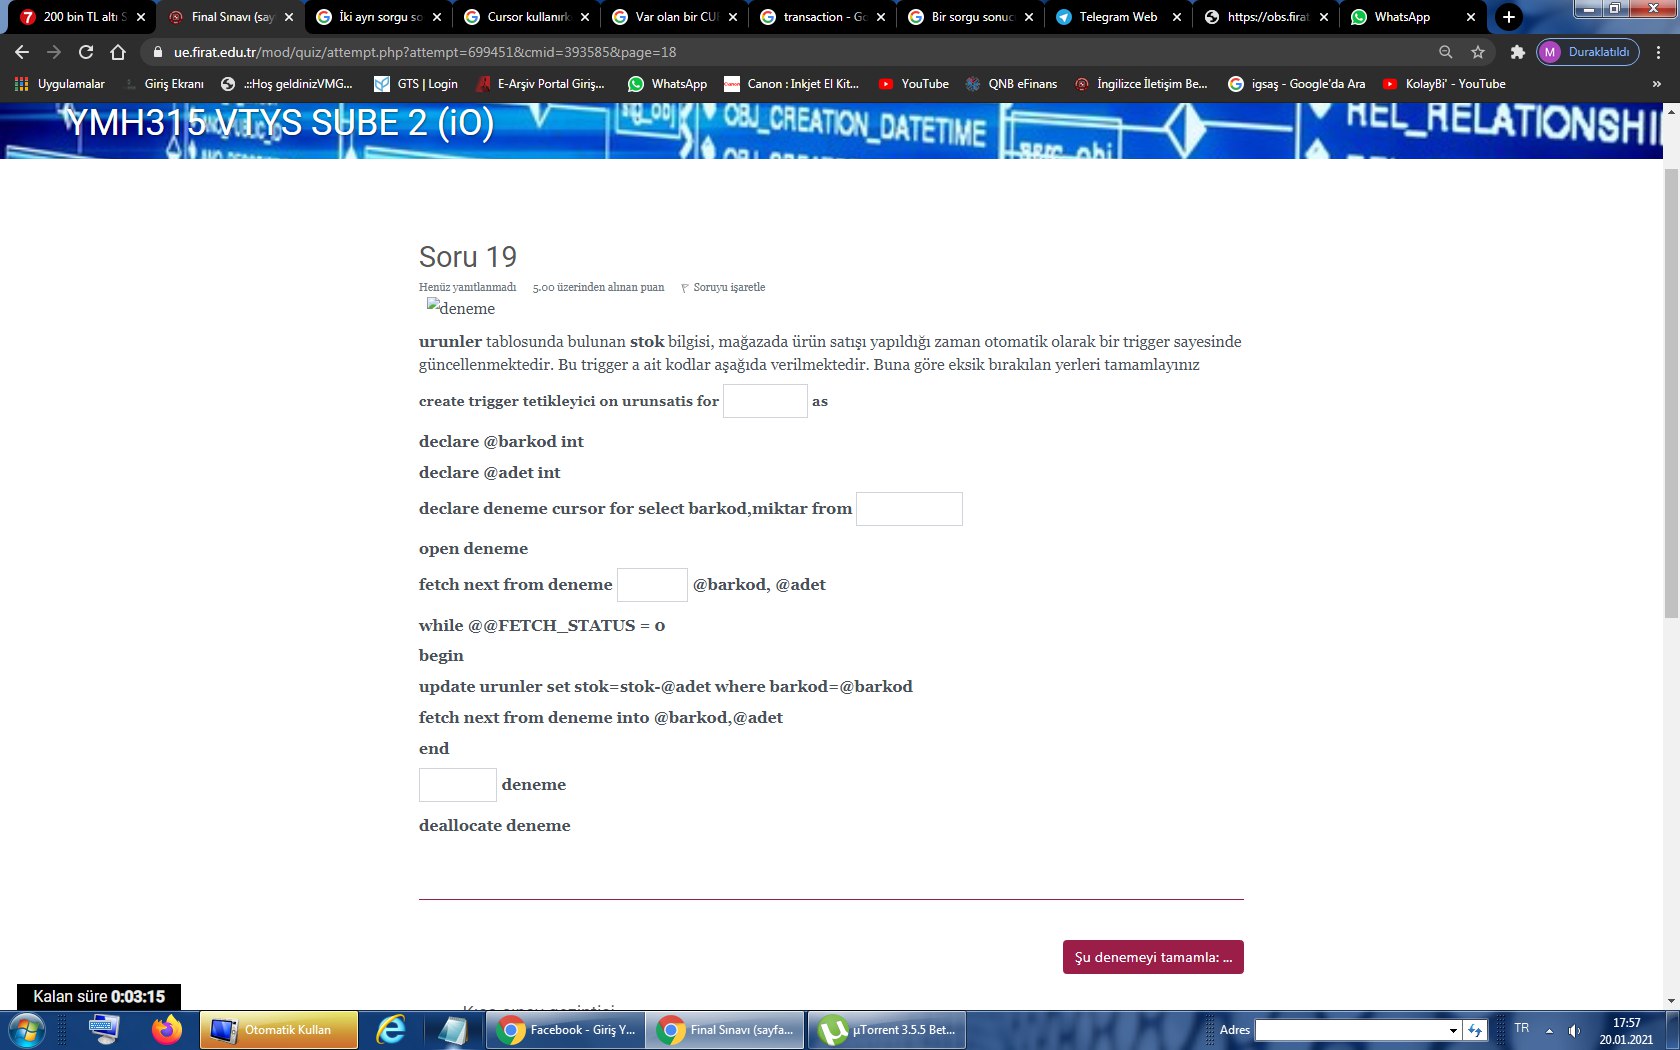 200 bin TL altı S
Final Sınavı (say
İki ayrı sorgu so
Cursor kullanırk
Var olan bir CU
transaction - Go
Bir sorgu sonuc
Telegram Web
https://obs.firat
WhatsApp
ue.firat.edu.tr/mod/quiz/attempt.php?attempt=699451&cmid=393585&page=18
M Duraklatıldı
Uygulamalar
Giriş Ekranı
.::Hoş geldinizVMG...
GTS | Login
E-Arşiv Portal Giriş...
WhatsApp
Canon : Inkjet El Kit...
YouTube
QNB eFinans
İngilizce İletişim Be...
igsaş - Google'da Ara
KolayBi' - YouTube
»
YMH315 VTYS SUBE 2 (iO)
OBJ_CREATION_DATETIME
REL_RELATIONSHI
Soru 19
Henüz yanıtlanmadı 5.00 üzerinden alınan puan Soruyu işaretle
deneme
urunler tablosunda bulunan stok bilgisi, mağazada ürün satışı yapıldığı zaman otomatik olarak bir trigger sayesinde
güncellenmektedir. Bu trigger a ait kodlar aşağıda verilmektedir. Buna göre eksik bırakılan yerleri tamamlayınız
create trigger tetikleyici on urunsatis for as
declare @barkod int
declare @adet int
declare deneme cursor for select barkod,miktar from
open deneme
fetch next from deneme @barkod, @adet
while @@FETCH_STATUS = 0
begin
update urunler set stok=stok-@adet where barkod=@barkod
fetch next from deneme into @barkod,@adet
end
deneme
deallocate deneme
Şu denemeyi tamamla: ...
Kalan süre 0:03:15
Otomatik Kullan
Facebook - Giriş Y...
Final Sınavı (sayfa...
µTorrent 3.5.5 Bet...
Adres
TR
17:57
20.01.2021